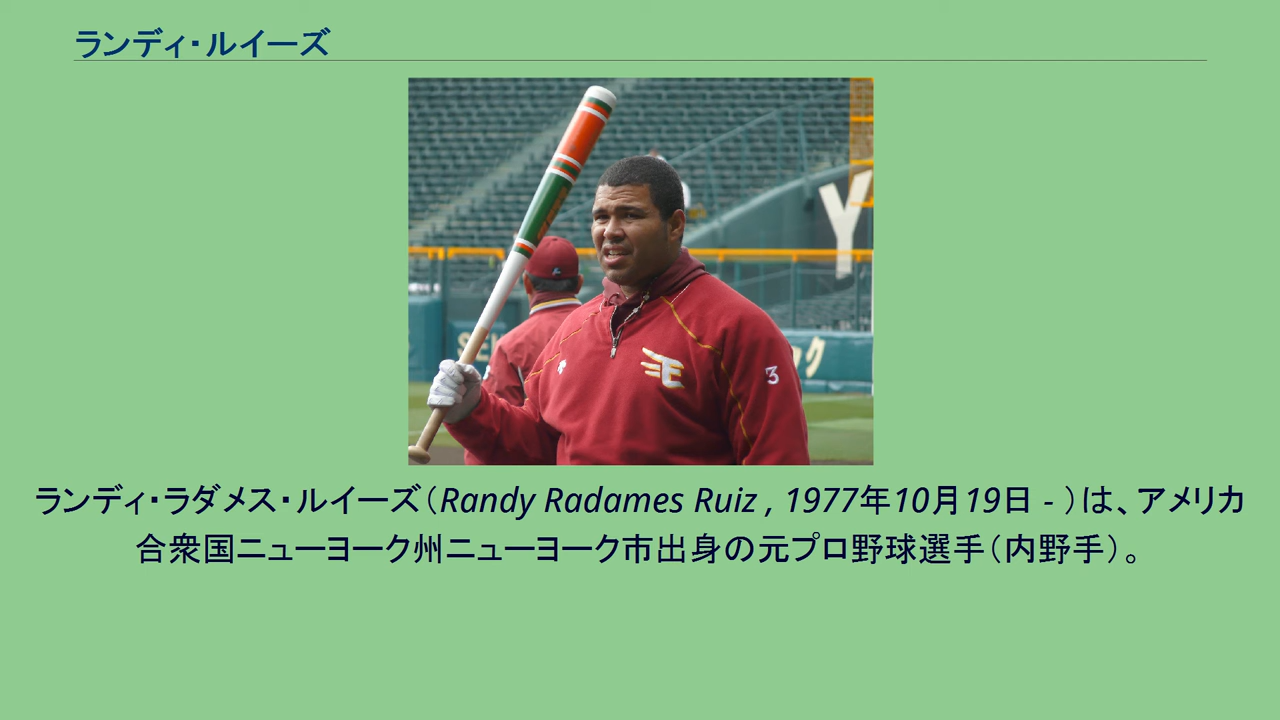 ランディ・ルイーズ
Y
E
3
ランディ・ラダメス・ルイーズ（Randy Radames Ruiz , 1977年10月19日 - ）は、アメリカ
合衆国ニューヨーク州ニューヨーク市出身の元プロ野球選手（内野手）。